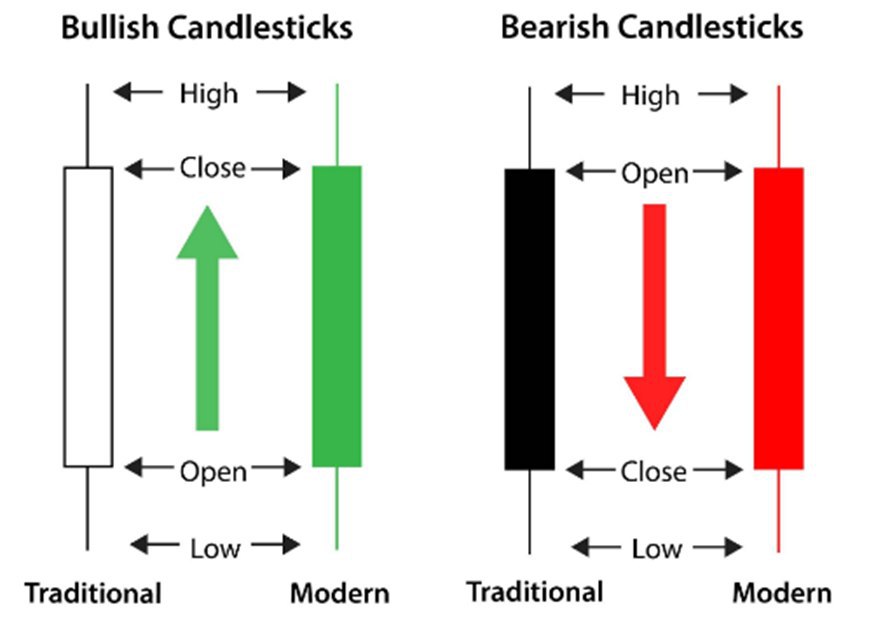 Bullish Candlesticks
High
Close
Open
Low
Traditional
Modern
Bearish Candlesticks
High
Open
Close
Low
Traditional
Modern